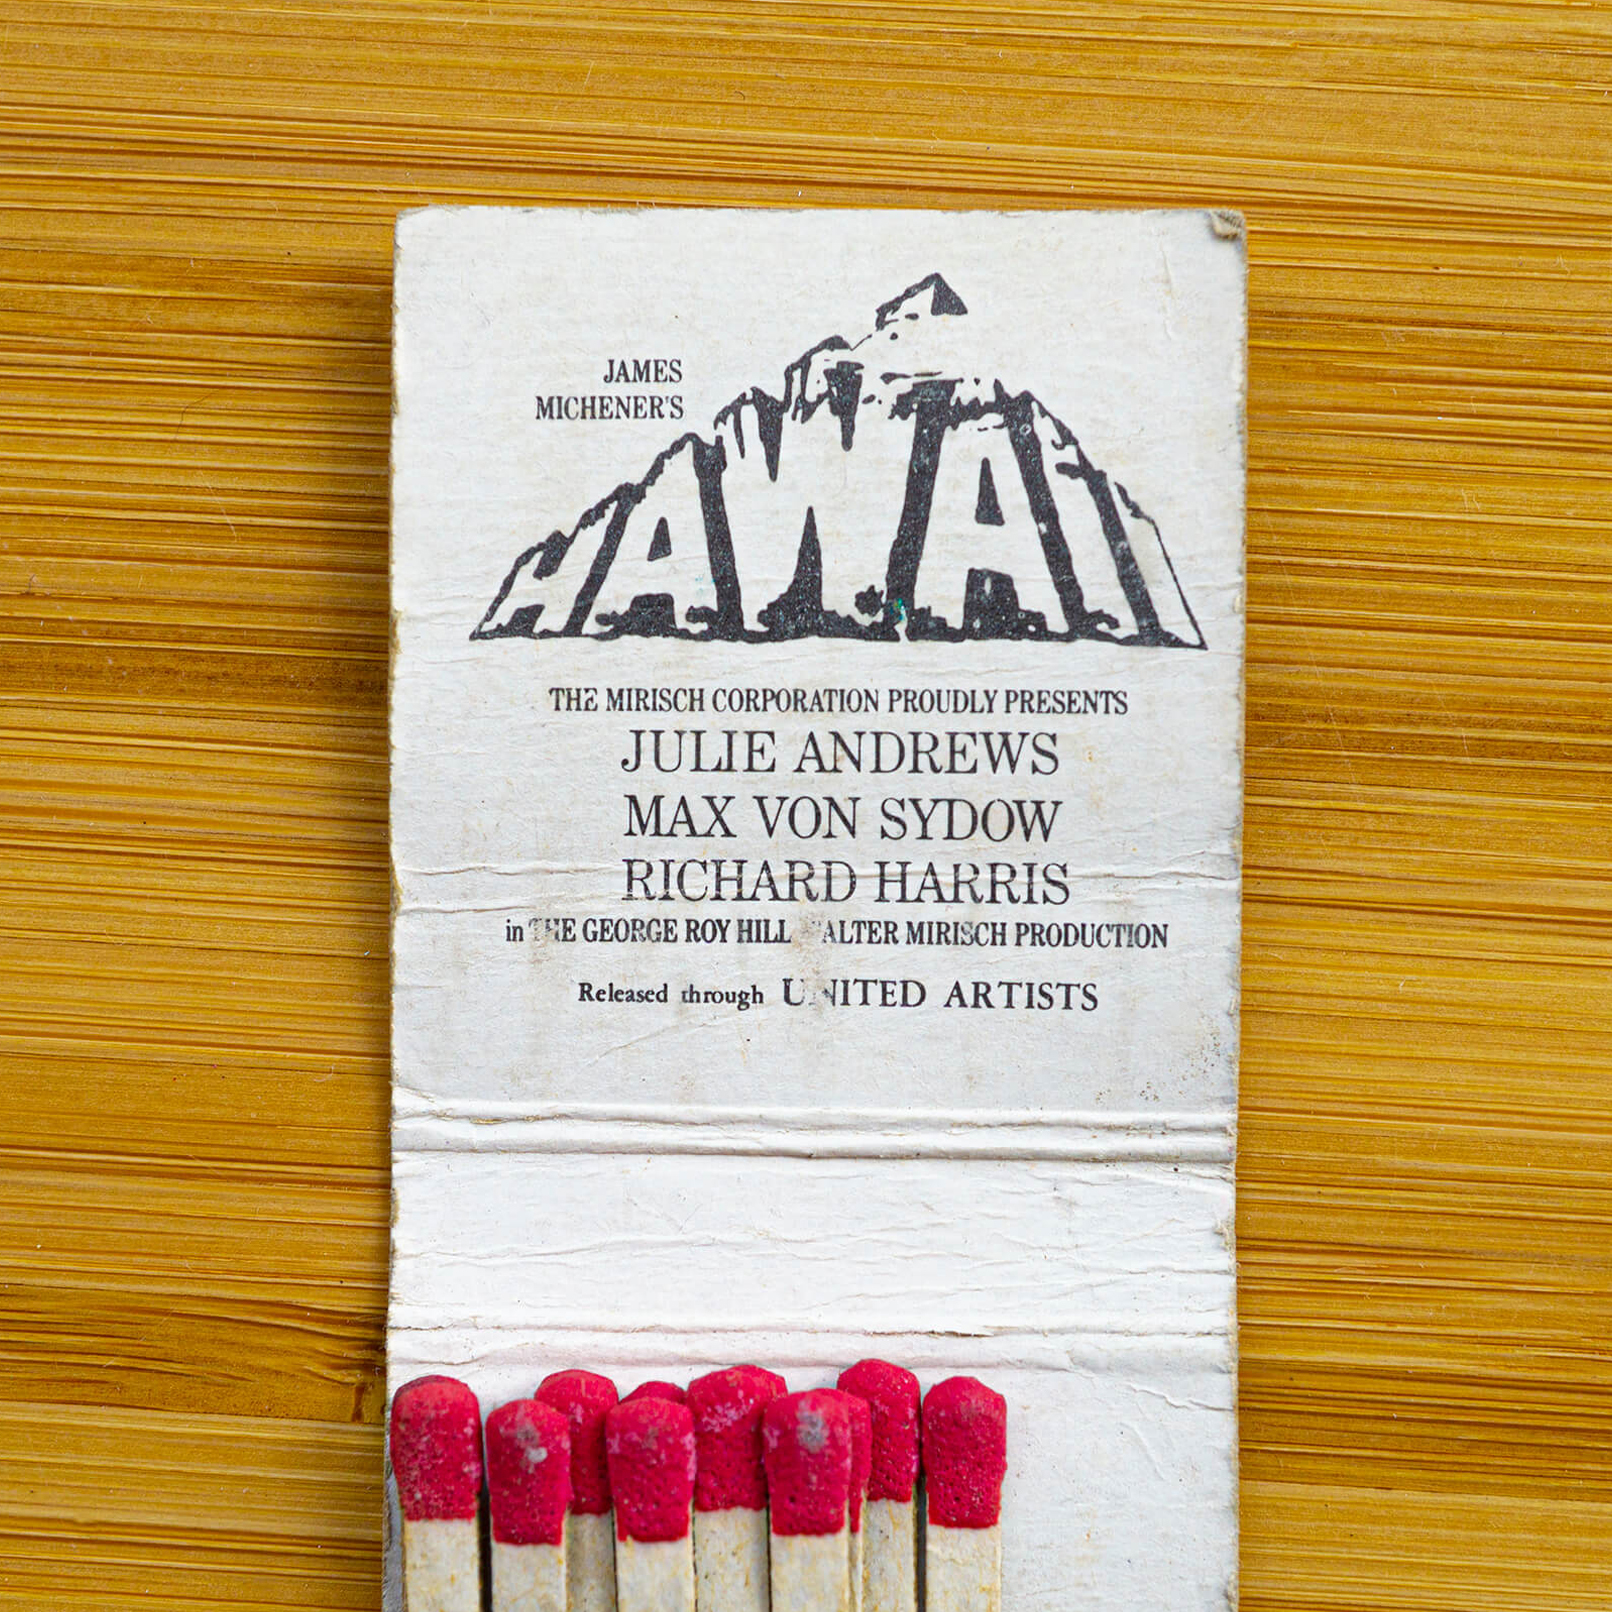 JAMES
MICHENER'S
HAWAII
THE MIRISCH CORPORATION PROUDLY PRESENTS
JULIE ANDREWS
MAX VON SYDOW
RICHARD HARRIS
in THE GEORGE ROY HILL WALTER MIRISCH PRODUCTION
Released through UNITED ARTISTS